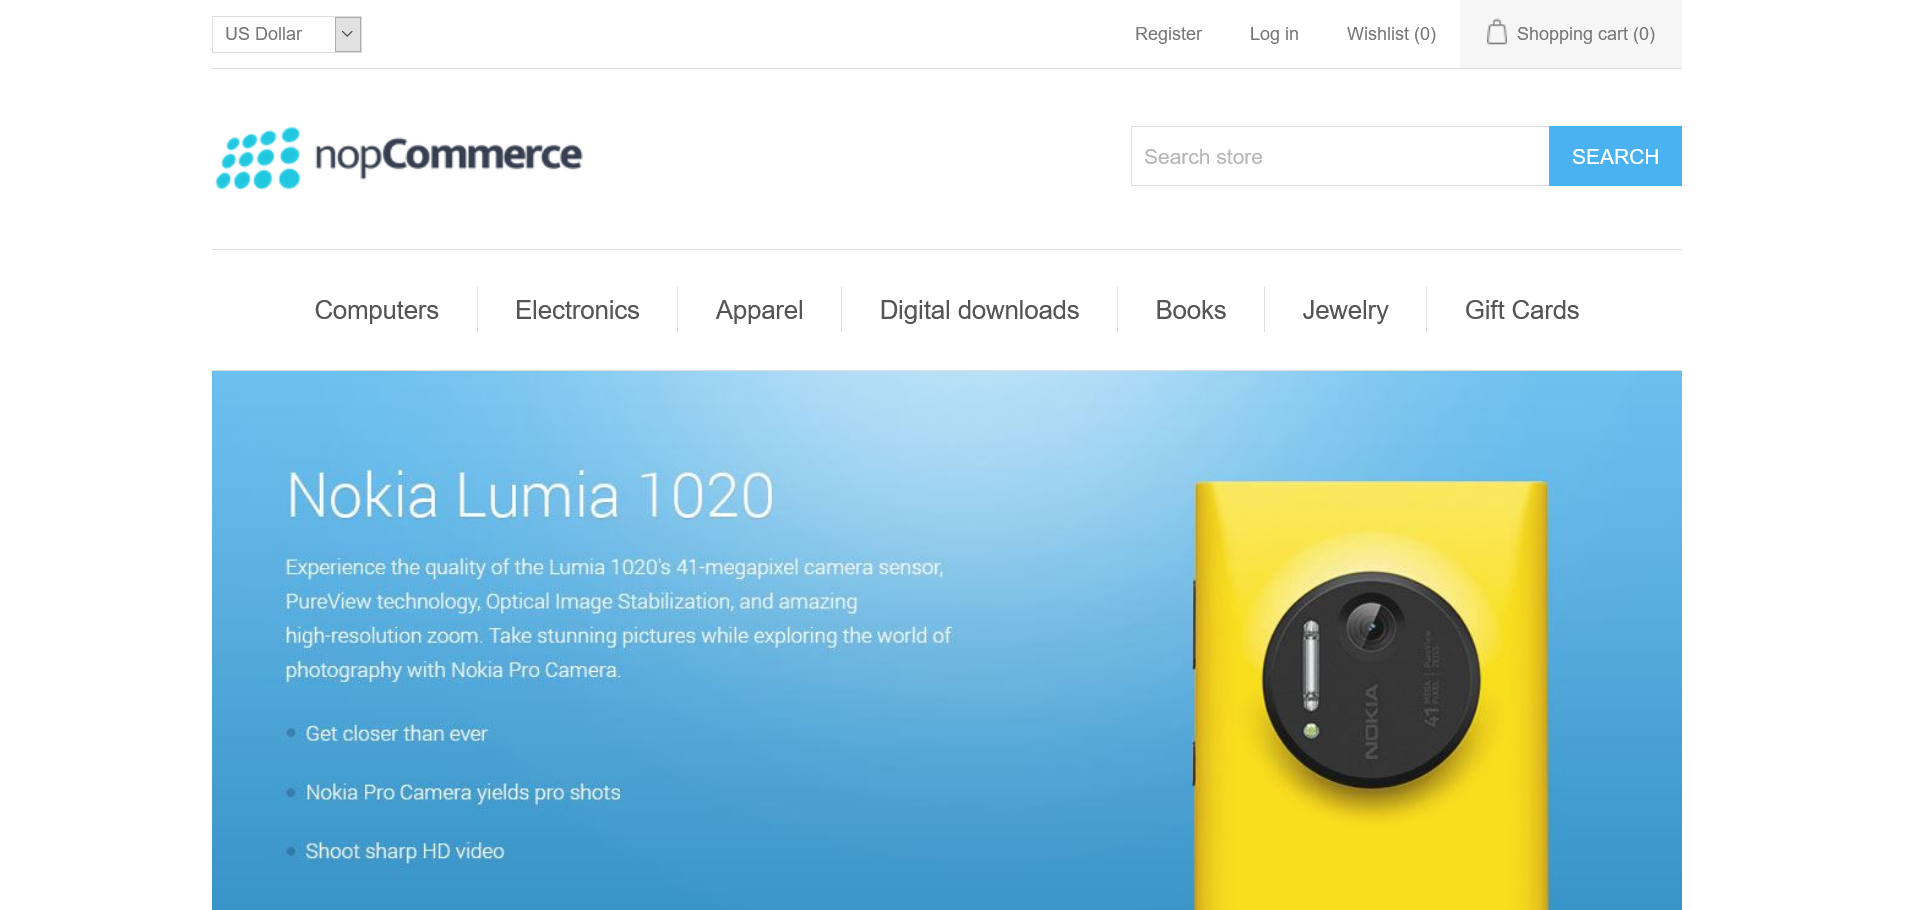 US Dollar
Register
Log in
Wishlist (0)
Shopping cart (0)
nopCommerce
Search store
SEARCH
Computers
Electronics
Apparel
Digital downloads
Books
Jewelry
Gift Cards
Nokia Lumia 1020
Experience the quality of the Lumia 1020's 41-megapixel camera sensor,
PureView technology, Optical Image Stabilization, and amazing
high-resolution zoom. Take stunning pictures while exploring the world of
photography with Nokia Pro Camera.
Get closer than ever
Nokia Pro Camera yields pro shots
Shoot sharp HD video
NOKIA
41 MEGA PIXEL
PureView
ZEISS